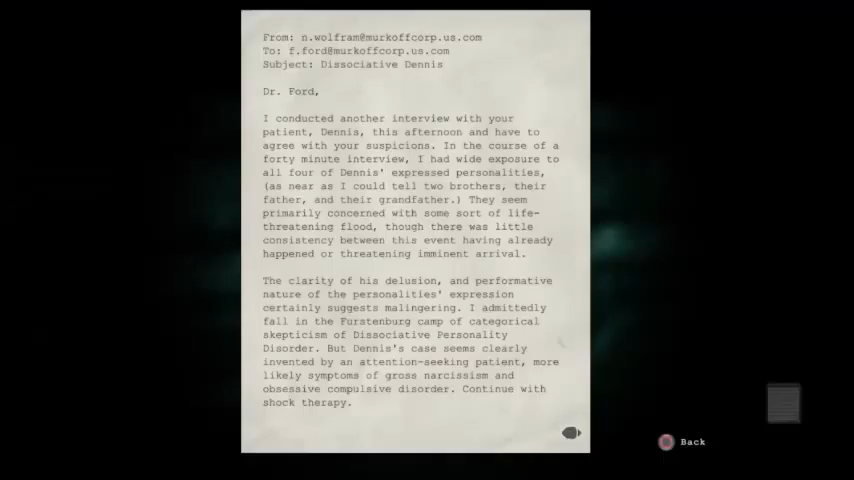 From: n.wolfram@murkoffcorp.us.com
To: f.ford@murkoffcorp.us.com
Subject: Dissociative Dennis
Dr. Ford,
I conducted another interview with your
patient, Dennis, this afternoon and have to
agree with your suspicions. In the course of a
forty minute interview, I had wide exposure to
all four of Dennis' expressed personalities,
(as near as I could tell two brothers, their
father, and their grandfather.) They seem
primarily concerned with some sort of life-
threatening flood, though there was little
consistency between this event having already
happened or threatening imminent arrival.
The clarity of his delusion, and performative
nature of the personalities' expression
certainly suggests malingering. I admittedly
fall in the Furstenburg camp of categorical
skepticism of Dissociative Personality
Disorder. But Dennis's case seems clearly
invented by an attention-seeking patient, more
likely symptoms of gross narcissism and
obsessive compulsive disorder. Continue with
shock therapy.
Back